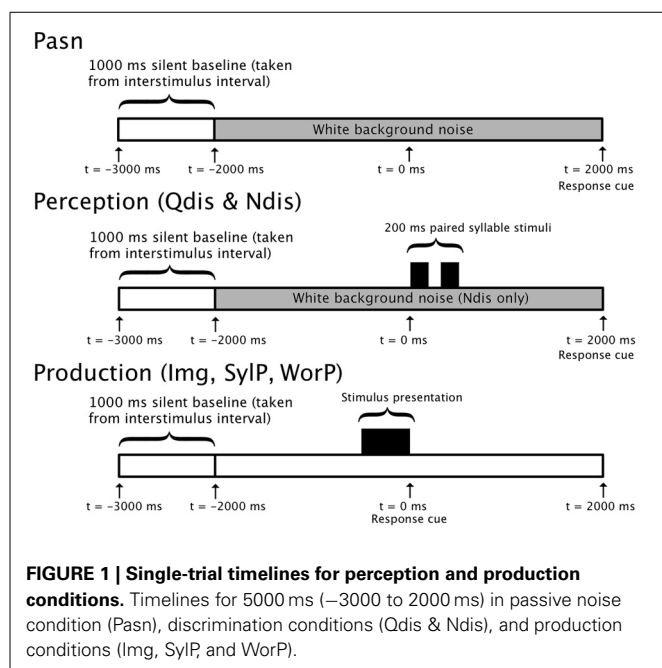 Pasn
1000 ms silent baseline (taken
from interstimulus interval)
White background noise
t = -3000 ms t = -2000 ms t = 0 ms t = 2000 ms
Response cue
Perception (Qdis & Ndis)
200 ms paired syllable stimuli
1000 ms silent baseline (taken
from interstimulus interval)
White background noise (Ndis only)
t = -3000 ms t = -2000 ms t = 0 ms t = 2000 ms
Response cue
Production (Img, SylP, WorP)
1000 ms silent baseline (taken
from interstimulus interval)
Stimulus presentation
t = -3000 ms t = -2000 ms t = 0 ms t = 2000 ms
Response cue
FIGURE 1 | Single-trial timelines for perception and production
conditions. Timelines for 5000 ms (−3000 to 2000 ms) in passive noise
condition (Pasn), discrimination conditions (Qdis & Ndis), and production
conditions (Img, SylP, and WorP).